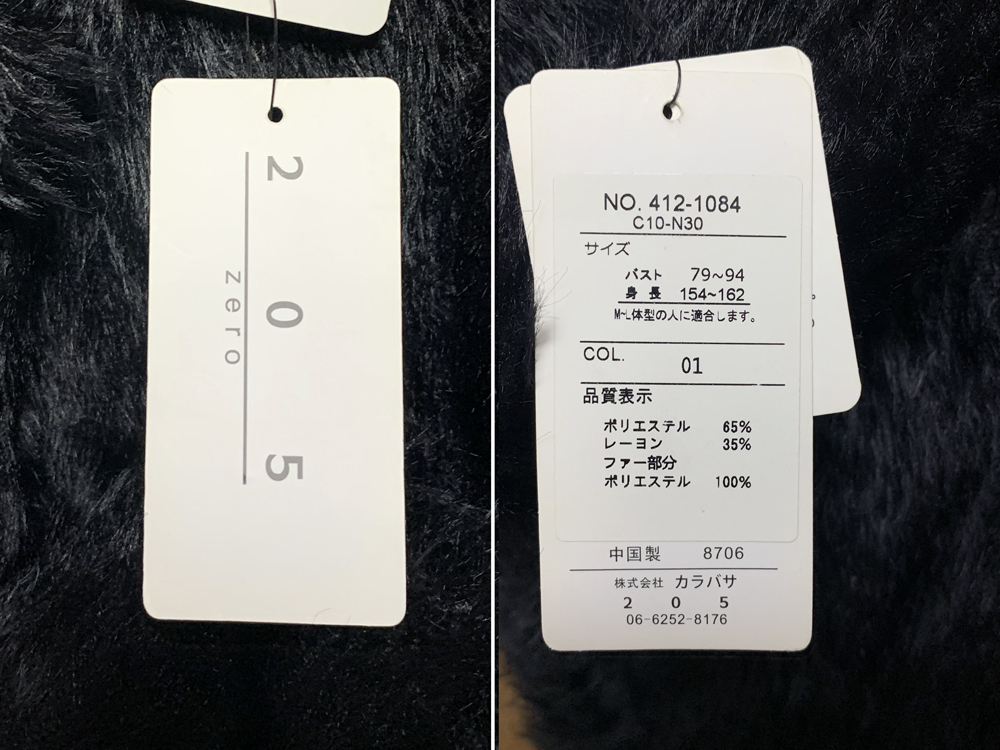 2 0 5
zero
NO. 412-1084
C10-N30
サイズ
バスト 79~94
身 長 154~162
M~L体型の人に適合します。
COL. 01
品質表示
ポリエステル 65%
レーヨン 35%
ファー部分
ポリエステル 100%
中国製 8706
株式会社 カラバサ
2 0 5
06-6252-8176